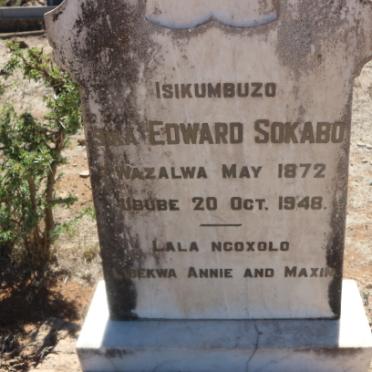 ISIKUMBUZO
EDWARD SOKABO
WAZALWA MAY 1872
UBUBE 20 OCT. 1948.
LALA NGOXOLO
ANNIE AND